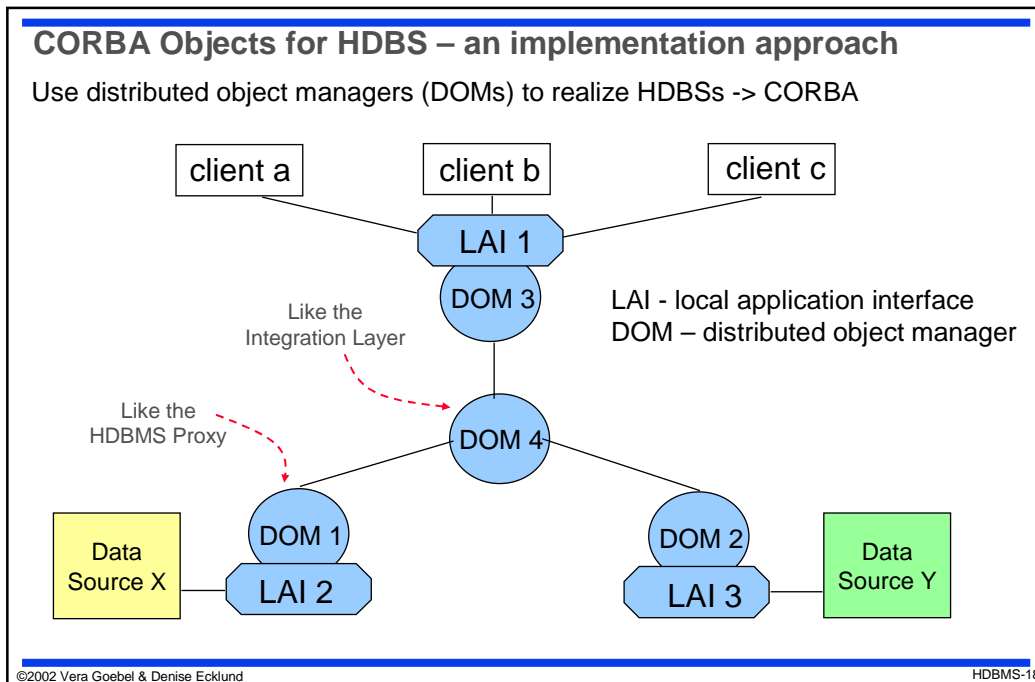 CORBA Objects for HDBS – an implementation approach
Use distributed object managers (DOMs) to realize HDBSs -> CORBA
client a
client b
client c
LAI 1
DOM 3
LAI - local application interface
DOM – distributed object manager
Like the
Integration Layer
Like the
HDBMS Proxy
DOM 4
DOM 1
DOM 2
Data
Source X
LAI 2
LAI 3
Data
Source Y
©2002 Vera Goebel & Denise Ecklund
HDBMS-18